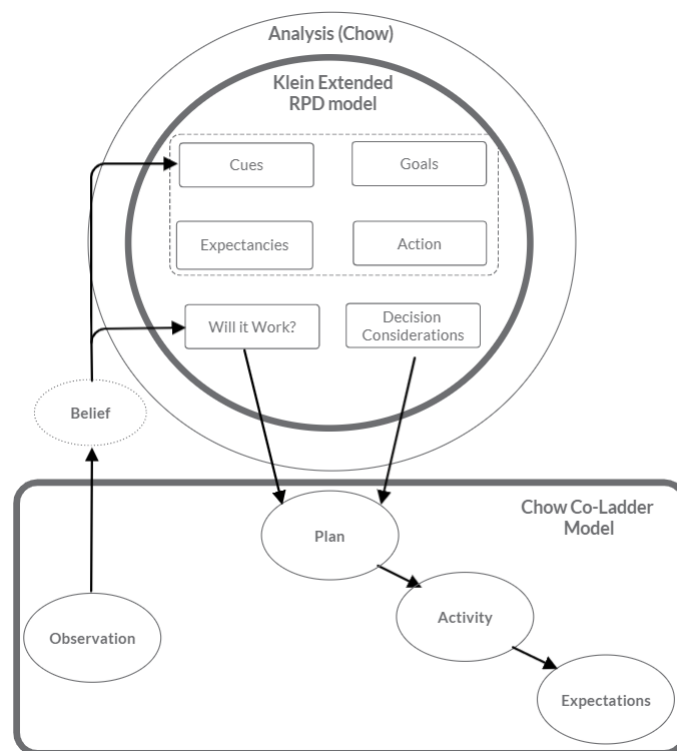 Analysis (Chow)
Klein Extended
RPD model
Cues
Goals
Expectancies
Action
Will it Work?
Decision
Considerations
Belief
Chow Co-Ladder
Model
Plan
Observation
Activity
Expectations